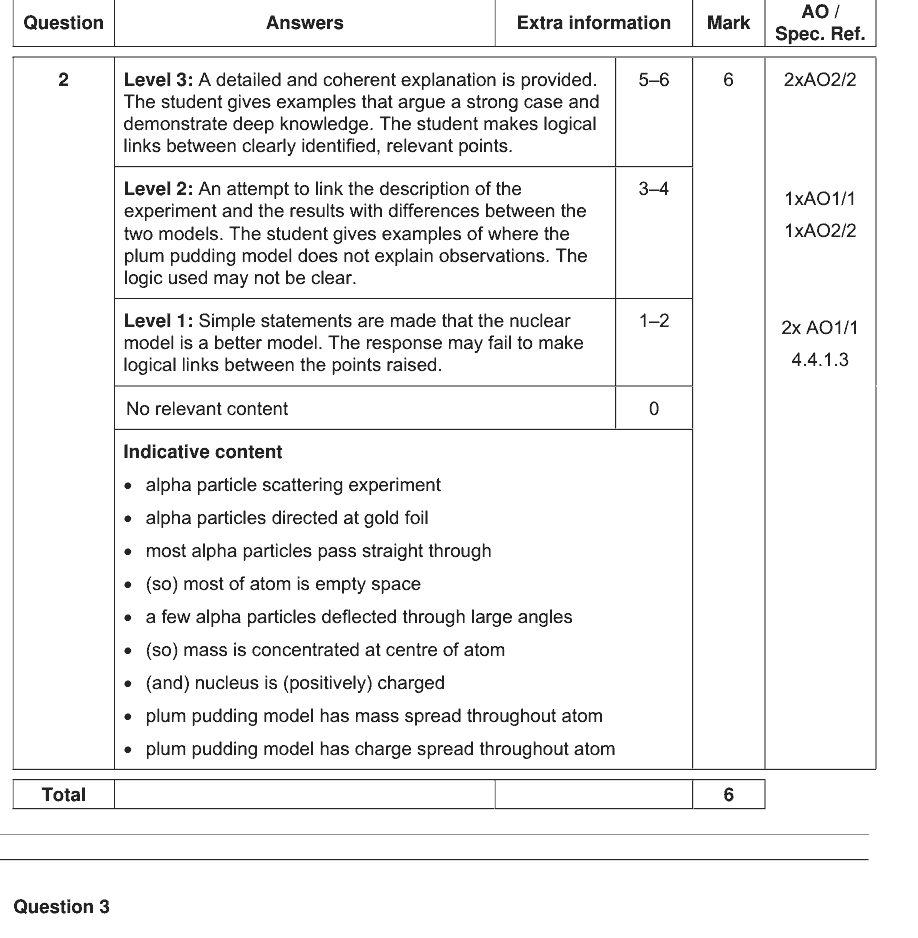 Question Answers Extra information Mark AO / Spec. Ref.
2
Level 3: A detailed and coherent explanation is provided.
The student gives examples that argue a strong case and
demonstrate deep knowledge. The student makes logical
links between clearly identified, relevant points.
5–6
6
2xAO2/2
Level 2: An attempt to link the description of the
experiment and the results with differences between the
two models. The student gives examples of where the
plum pudding model does not explain observations. The
logic used may not be clear.
3–4
1xAO1/1
1xAO2/2
Level 1: Simple statements are made that the nuclear
model is a better model. The response may fail to make
logical links between the points raised.
1–2
2x AO1/1
4.4.1.3
No relevant content 0
Indicative content
• alpha particle scattering experiment
• alpha particles directed at gold foil
• most alpha particles pass straight through
• (so) most of atom is empty space
• a few alpha particles deflected through large angles
• (so) mass is concentrated at centre of atom
• (and) nucleus is (positively) charged
• plum pudding model has mass spread throughout atom
• plum pudding model has charge spread throughout atom
Total 6
Question 3